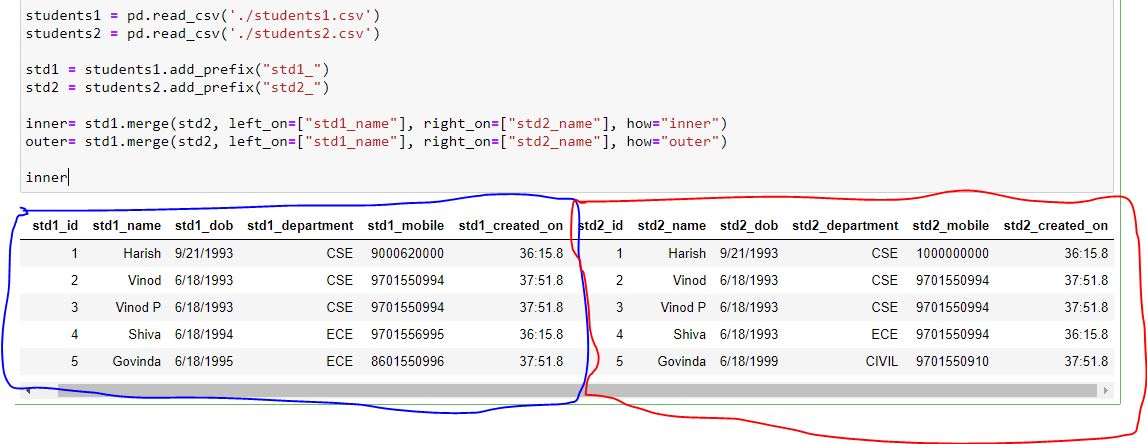 students1 = pd.read_csv('./students1.csv')
students2 = pd.read_csv('./students2.csv')
std1 = students1.add_prefix("std1_")
std2 = students2.add_prefix("std2_")
inner= std1.merge(std2, left_on=["std1_name"], right_on=["std2_name"], how="inner")
outer= std1.merge(std2, left_on=["std1_name"], right_on=["std2_name"], how="outer")
inner
std1_id std1_name std1_dob std1_department std1_mobile std1_created_on std2_id std2_name std2_dob std2_department std2_mobile std2_created_on
1 Harish 9/21/1993 CSE 9000620000 36:15.8 1 Harish 9/21/1993 CSE 1000000000 36:15.8
2 Vinod 6/18/1993 CSE 9701550994 37:51.8 2 Vinod 6/18/1993 CSE 9701550994 37:51.8
3 Vinod P 6/18/1993 CSE 9701550994 37:51.8 3 Vinod P 6/18/1993 CSE 9701550994 37:51.8
4 Shiva 6/18/1994 ECE 9701556995 36:15.8 4 Shiva 6/18/1993 ECE 9701550994 36:15.8
5 Govinda 6/18/1995 ECE 8601550996 37:51.8 5 Govinda 6/18/1999 CIVIL 9701550910 37:51.8